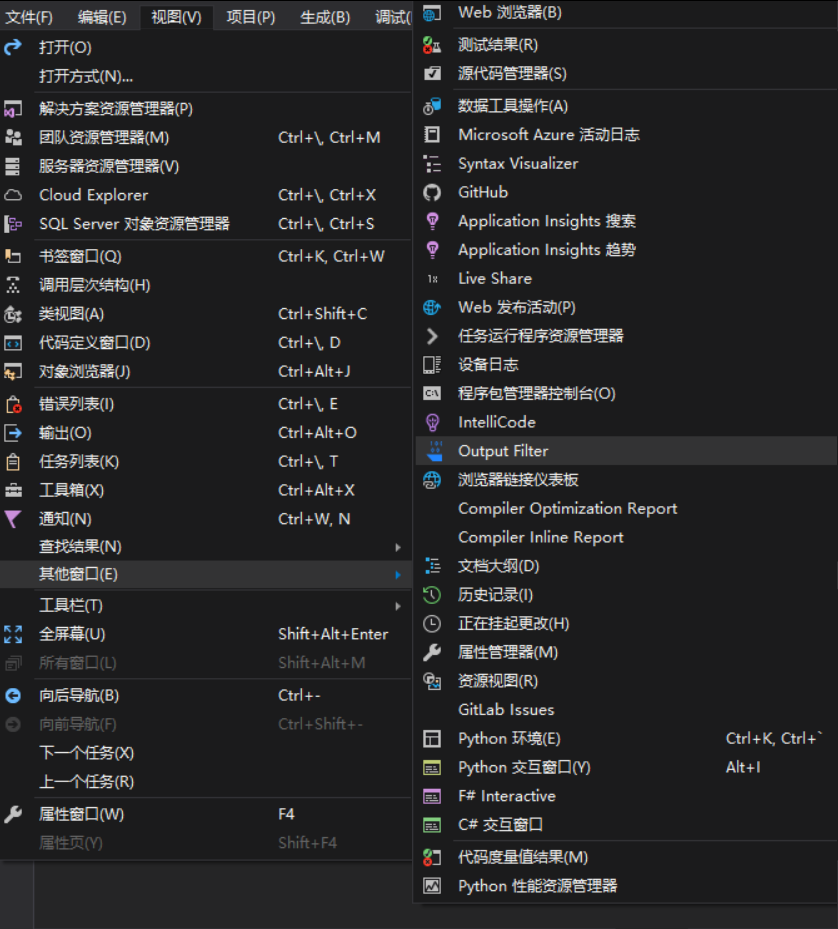 文件(F) 编辑(E) 视图(V) 项目(P) 生成(B) 调试(
打开(O)
打开方式(N)...
解决方案资源管理器(P)
团队资源管理器(M) Ctrl+\, Ctrl+M
服务器资源管理器(V)
Cloud Explorer Ctrl+\, Ctrl+X
SQL Server 对象资源管理器 Ctrl+\, Ctrl+S
书签窗口(Q) Ctrl+K, Ctrl+W
调用层次结构(H)
类视图(A) Ctrl+Shift+C
代码定义窗口(D) Ctrl+\, D
对象浏览器(J) Ctrl+Alt+J
错误列表(I) Ctrl+\, E
输出(O) Ctrl+Alt+O
任务列表(K) Ctrl+\, T
工具箱(X) Ctrl+Alt+X
通知(N) Ctrl+W, N
查找结果(N)
其他窗口(E)
工具栏(T)
全屏幕(U) Shift+Alt+Enter
所有窗口(L) Shift+Alt+M
向后导航(B) Ctrl+-
向前导航(F) Ctrl+Shift+-
下一个任务(X)
上一个任务(R)
属性窗口(W) F4
属性页(Y) Shift+F4
Web 浏览器(B)
测试结果(R)
源代码管理器(S)
数据工具操作(A)
Microsoft Azure 活动日志
Syntax Visualizer
GitHub
Application Insights 搜索
Application Insights 趋势
Live Share
Web 发布活动(P)
任务运行程序资源管理器
设备日志
程序包管理器控制台(O)
IntelliCode
Output Filter
浏览器链接仪表板
Compiler Optimization Report
Compiler Inline Report
文档大纲(D)
历史记录(I)
正在挂起更改(H)
属性管理器(M)
资源视图(R)
GitLab Issues
Python 环境(E) Ctrl+K, Ctrl+`
Python 交互窗口(Y) Alt+I
F# Interactive
C# 交互窗口
代码度量值结果(M)
Python 性能资源管理器